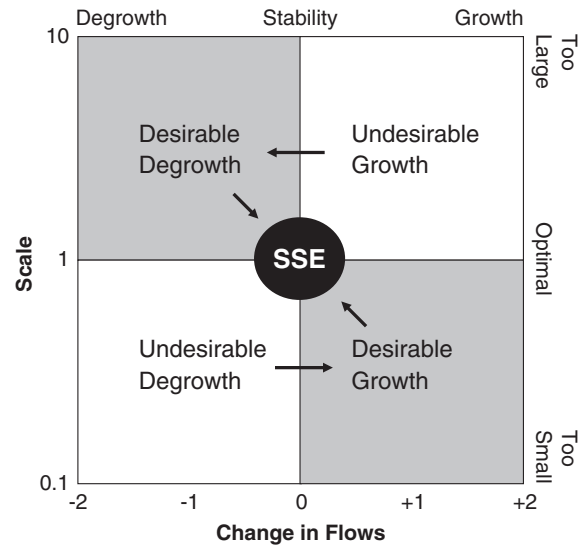 Degrowth Stability Growth
10
Too
Large
Desirable
Degrowth
Undesirable
Growth
Scale
1
SSE
Optimal
Undesirable
Degrowth
Desirable
Growth
Too
Small
0.1
-2 -1 0 +1 +2
Change in Flows